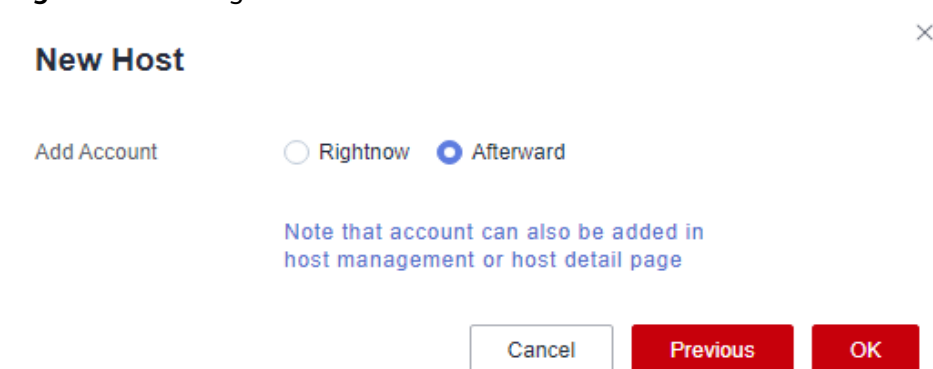 New Host
Add Account Rightnow Afterward
Note that account can also be added in
host management or host detail page
Cancel Previous OK